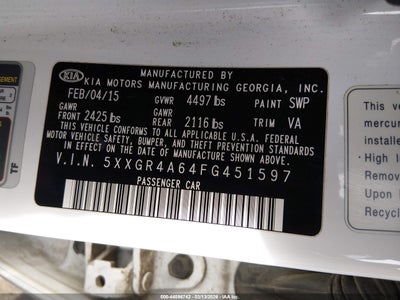 MANUFACTURED BY
KIA
KIA MOTORS MANUFACTURING GEORGIA, INC.
FEB/04/15 GVWR 4497 lbs PAINT SWP
GAWR FRONT 2425 lbs GAWR REAR 2116 lbs TRIM VA
THIS VEHICLE CONFORMS TO ALL APPLICABLE U.S.A. FEDERAL
MOTOR VEHICLE SAFETY, BUMPER, AND THEFT PREVENTION
STANDARDS IN EFFECT ON THE DATE OF MANUFACTURE SHOWN ABOVE.
V.I.N. 5XXGR4A64FG451597
PASSENGER CAR
TF
This ve
mercur
installe
- High I
Remov
Upon
Recycl